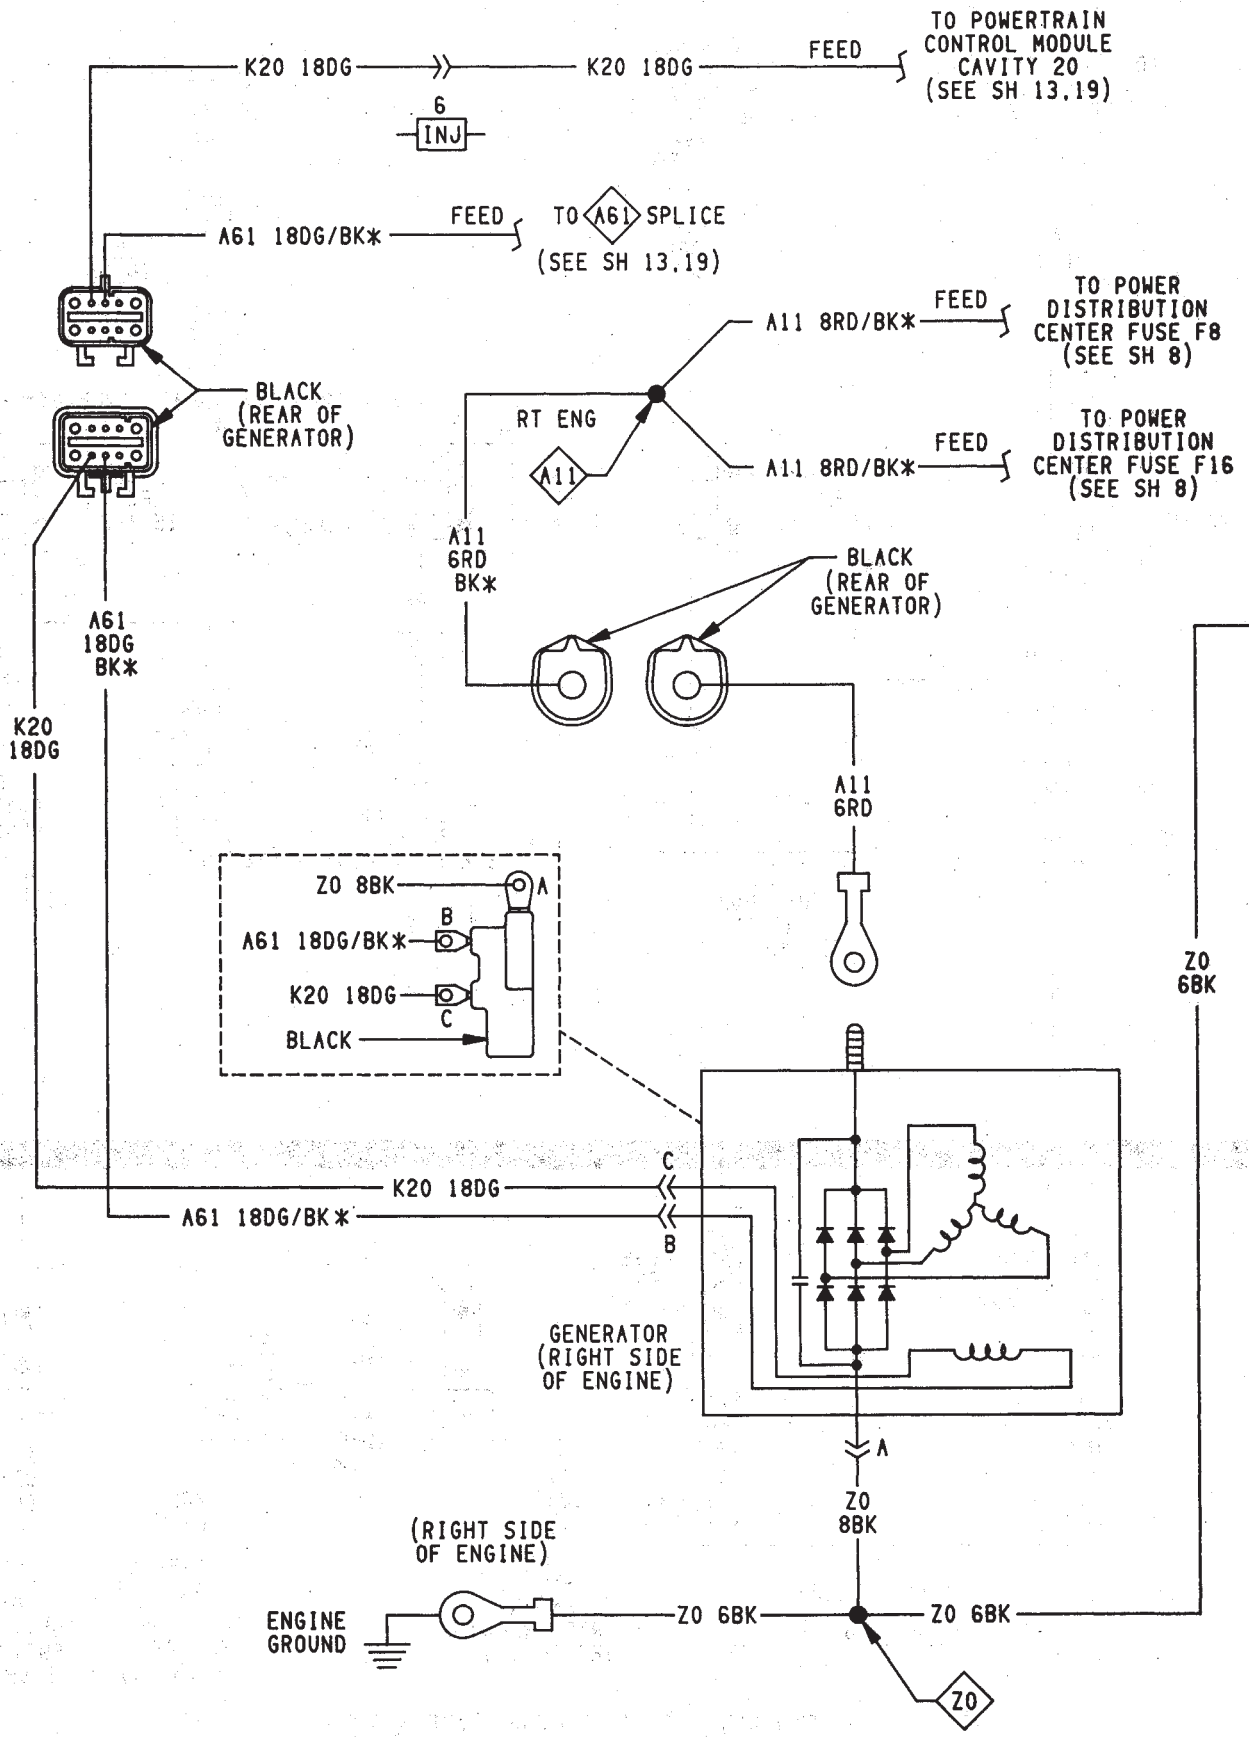 TO POWERTRAIN
CONTROL MODULE
CAVITY 20
(SEE SH 13,19)
FEED
K20 18DG
K20 18DG
6
INJ
FEED
TO A61 SPLICE
(SEE SH 13,19)
A61 18DG/BK*
TO POWER
DISTRIBUTION
CENTER FUSE F8
(SEE SH 8)
FEED
A11 8RD/BK*
BLACK
(REAR OF
GENERATOR)
RT ENG
A11
TO POWER
DISTRIBUTION
CENTER FUSE F16
(SEE SH 8)
FEED
A11 8RD/BK*
A11
6RD
BK*
BLACK
(REAR OF
GENERATOR)
A61
18DG
BK*
K20
18DG
A11
6RD
Z0 8BK
A
B
A61 18DG/BK*
K20 18DG
C
BLACK
Z0
6BK
C
K20 18DG
A61 18DG/BK*
B
GENERATOR
(RIGHT SIDE
OF ENGINE)
A
Z0
8BK
(RIGHT SIDE
OF ENGINE)
ENGINE
GROUND
Z0 6BK
Z0 6BK
Z0